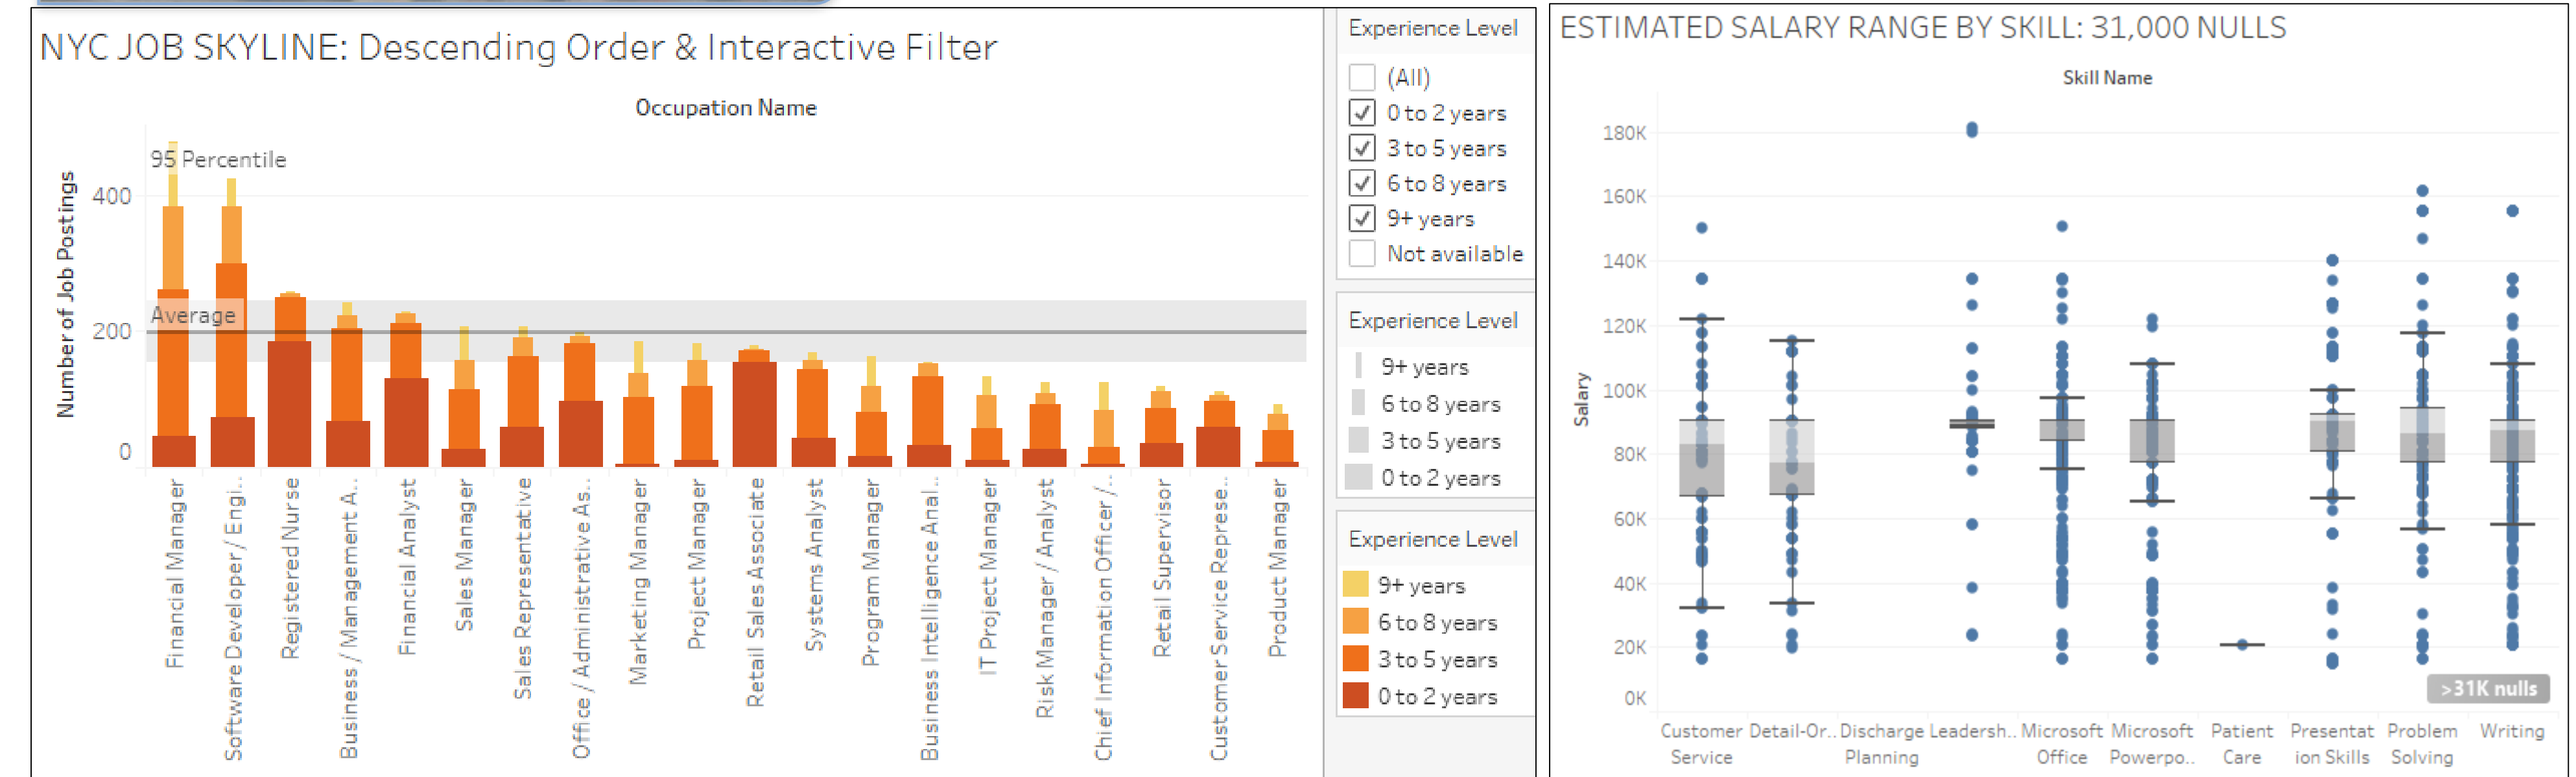 NYC JOB SKYLINE: Descending Order & Interactive Filter
Occupation Name
Number of Job Postings
400
200
0
95 Percentile
Average
Financial Manager
Software Developer / Engi..
Registered Nurse
Business / Management A..
Financial Analyst
Sales Manager
Sales Representative
Office / Administrative As..
Marketing Manager
Project Manager
Retail Sales Associate
Systems Analyst
Program Manager
Business Intelligence Anal..
IT Project Manager
Risk Manager / Analyst
Chief Information Officer /..
Retail Supervisor
Customer Service Represe..
Product Manager
Experience Level
(All)
0 to 2 years
3 to 5 years
6 to 8 years
9+ years
Not available
Experience Level
9+ years
6 to 8 years
3 to 5 years
0 to 2 years
Experience Level
9+ years
6 to 8 years
3 to 5 years
0 to 2 years
ESTIMATED SALARY RANGE BY SKILL: 31,000 NULLS
Skill Name
Salary
180K
160K
140K
120K
100K
80K
60K
40K
20K
0K
>31K nulls
Customer
Service
Detail-Or..
Discharge
Planning
Leadersh..
Microsoft
Office
Microsoft
Powerpo..
Patient
Care
Presentat
ion Skills
Problem
Solving
Writing